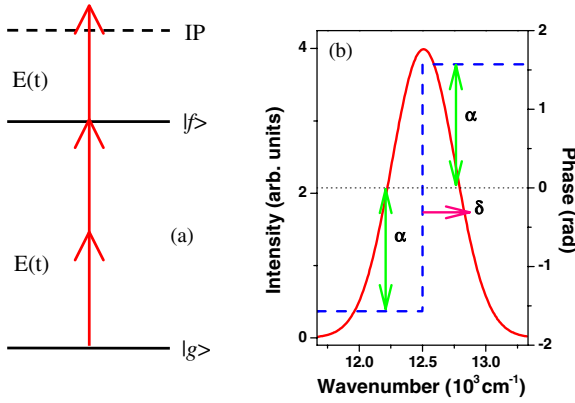 IP
E(t)
|f>
(a)
E(t)
|g>
(b)
Intensity (arb. units)
4
2
0
α
α
δ
2
1
0
-1
-2
Phase (rad)
12.0 12.5 13.0
Wavenumber (10³cm⁻¹)